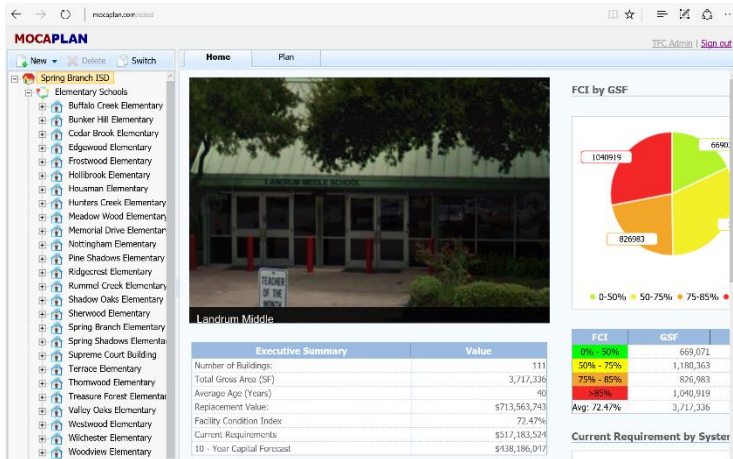 mocaplan.com/
MOCAPLAN
TFC Admin | Sign out
New Delete Switch
Home Plan
Spring Branch ISD
Elementary Schools
Buffalo Creek Elementary
Bunker Hill Elementary
Cedar Brook Elementary
Edgewood Elementary
Frostwood Elementary
Hollibrook Elementary
Housman Elementary
Hunters Creek Elementary
Meadow Wood Elementary
Memorial Drive Elementary
Nottingham Elementary
Pine Shadows Elementary
Ridgecrest Elementary
Rummel Creek Elementary
Shadow Oaks Elementary
Sherwood Elementary
Spring Branch Elementary
Spring Shadows Elementa
Supreme Court Building
Terrace Elementary
Thornwood Elementary
Treasure Forest Elementa
Valley Oaks Elementary
Westwood Elementary
Wilchester Elementary
Woodview Elementary
LANDRUM MIDDLE SCHOOL
TEACHER
OF THE
MONTH
Landrum Middle
Executive Summary Value
Number of Buildings: 111
Total Gross Area (SF) 3,717,336
Average Age (Years) 40
Replacement Value: $713,563,743
Facility Condition Index 72.47%
Current Requirements $517,183,524
10 - Year Capital Forecast $438,186,047
FCI by GSF
1040919
6690
826983
0-50% 50-75% 75-85%
FCI GSF
0% - 50% 669,071
50% - 75% 1,180,363
75% - 85% 826,983
>85% 1,040,919
Avg: 72.47% 3,717,336
Current Requirement by System